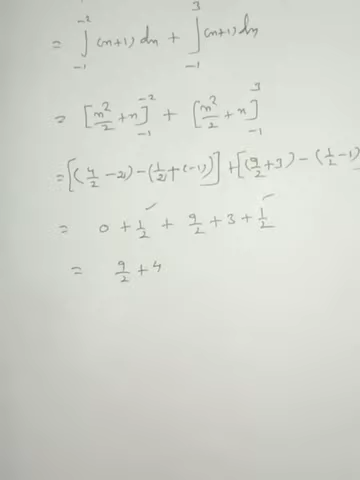 = ∫_{-1}^{-2} (x+1) dx + ∫_{-1}^{3} (x+1) dx
= [x²/2 + x]_{-1}^{-2} + [x²/2 + x]_{-1}^{3}
= [(4/2 - 2) - (1/2 + (-1))] + [(9/2 + 3) - (1/2 - 1)]
= 0 + 1/2 + 9/2 + 3 + 1/2
= 9/2 + 4